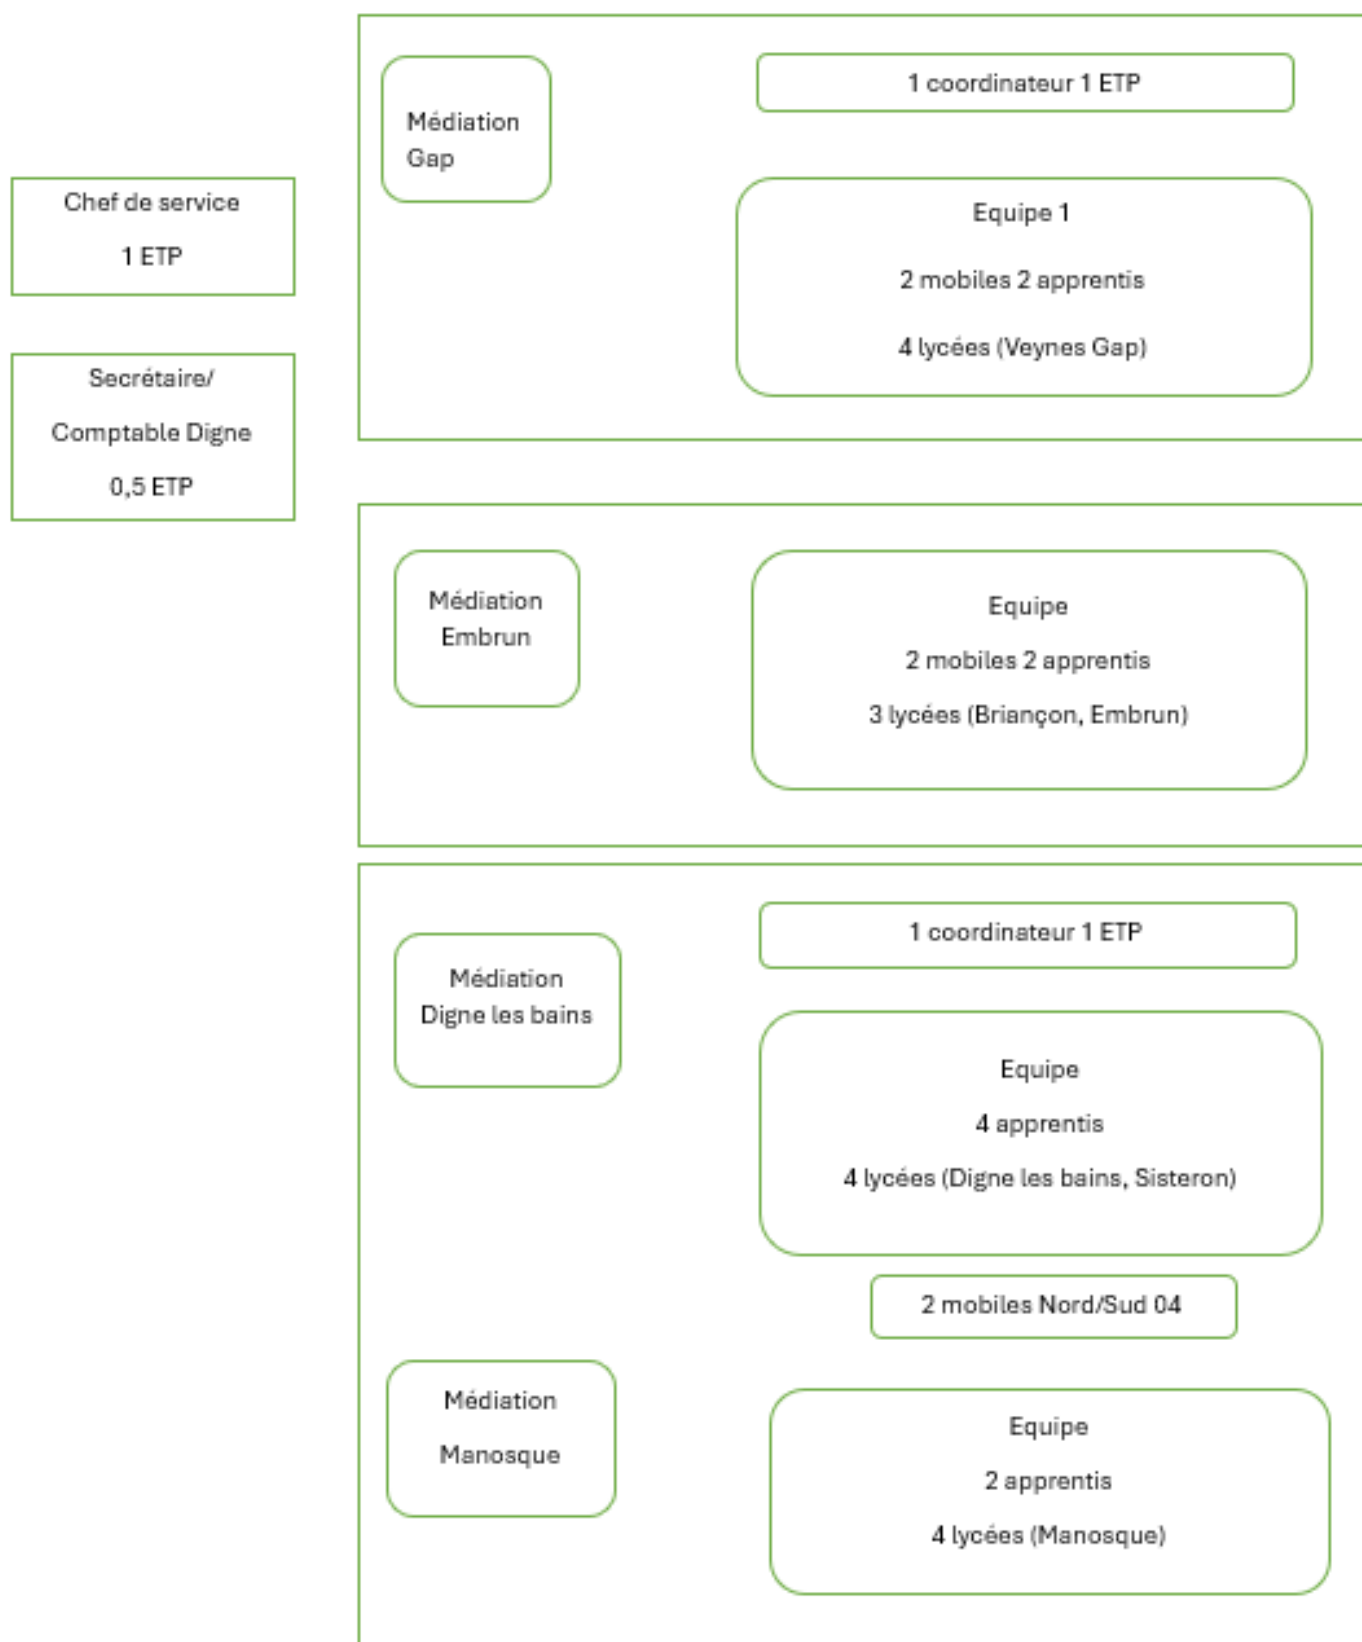 Chef de service
1 ETP
Secrétaire/
Comptable Digne
0,5 ETP
Médiation
Gap
1 coordinateur 1 ETP
Equipe 1
2 mobiles 2 apprentis
4 lycées (Veynes Gap)
Médiation
Embrun
Equipe
2 mobiles 2 apprentis
3 lycées (Briançon, Embrun)
Médiation
Digne les bains
1 coordinateur 1 ETP
Equipe
4 apprentis
4 lycées (Digne les bains, Sisteron)
2 mobiles Nord/Sud 04
Médiation
Manosque
Equipe
2 apprentis
4 lycées (Manosque)